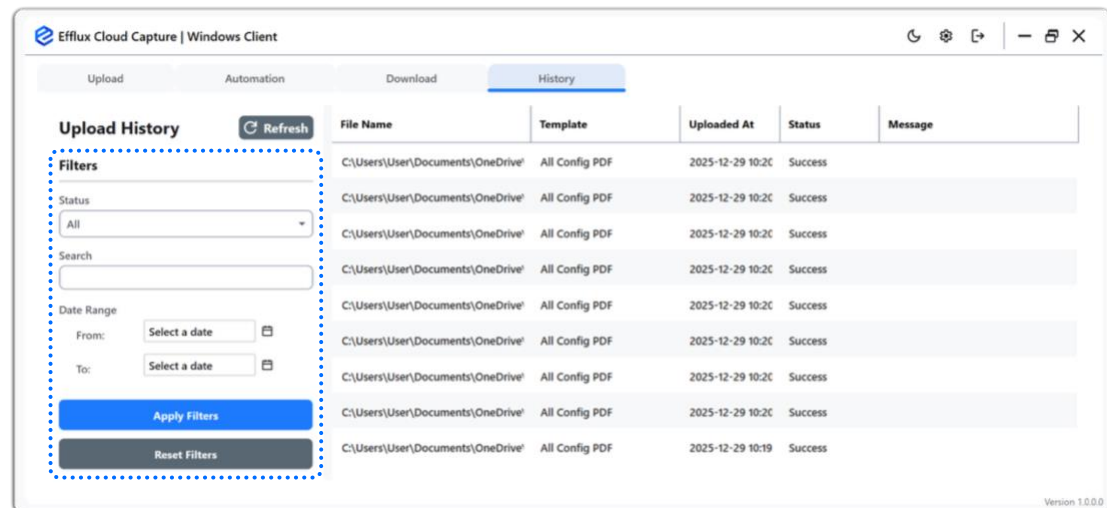 Efflux Cloud Capture | Windows Client
Upload Automation Download History
Upload History Refresh
Filters
Status
All
Search
Date Range
From: Select a date
To: Select a date
Apply Filters
Reset Filters
File Name Template Uploaded At Status Message
C:\Users\User\Documents\OneDrive\ All Config PDF 2025-12-29 10:20 Success
C:\Users\User\Documents\OneDrive\ All Config PDF 2025-12-29 10:20 Success
C:\Users\User\Documents\OneDrive\ All Config PDF 2025-12-29 10:20 Success
C:\Users\User\Documents\OneDrive\ All Config PDF 2025-12-29 10:20 Success
C:\Users\User\Documents\OneDrive\ All Config PDF 2025-12-29 10:20 Success
C:\Users\User\Documents\OneDrive\ All Config PDF 2025-12-29 10:20 Success
C:\Users\User\Documents\OneDrive\ All Config PDF 2025-12-29 10:20 Success
C:\Users\User\Documents\OneDrive\ All Config PDF 2025-12-29 10:20 Success
C:\Users\User\Documents\OneDrive\ All Config PDF 2025-12-29 10:19 Success
Version 1.0.0.0